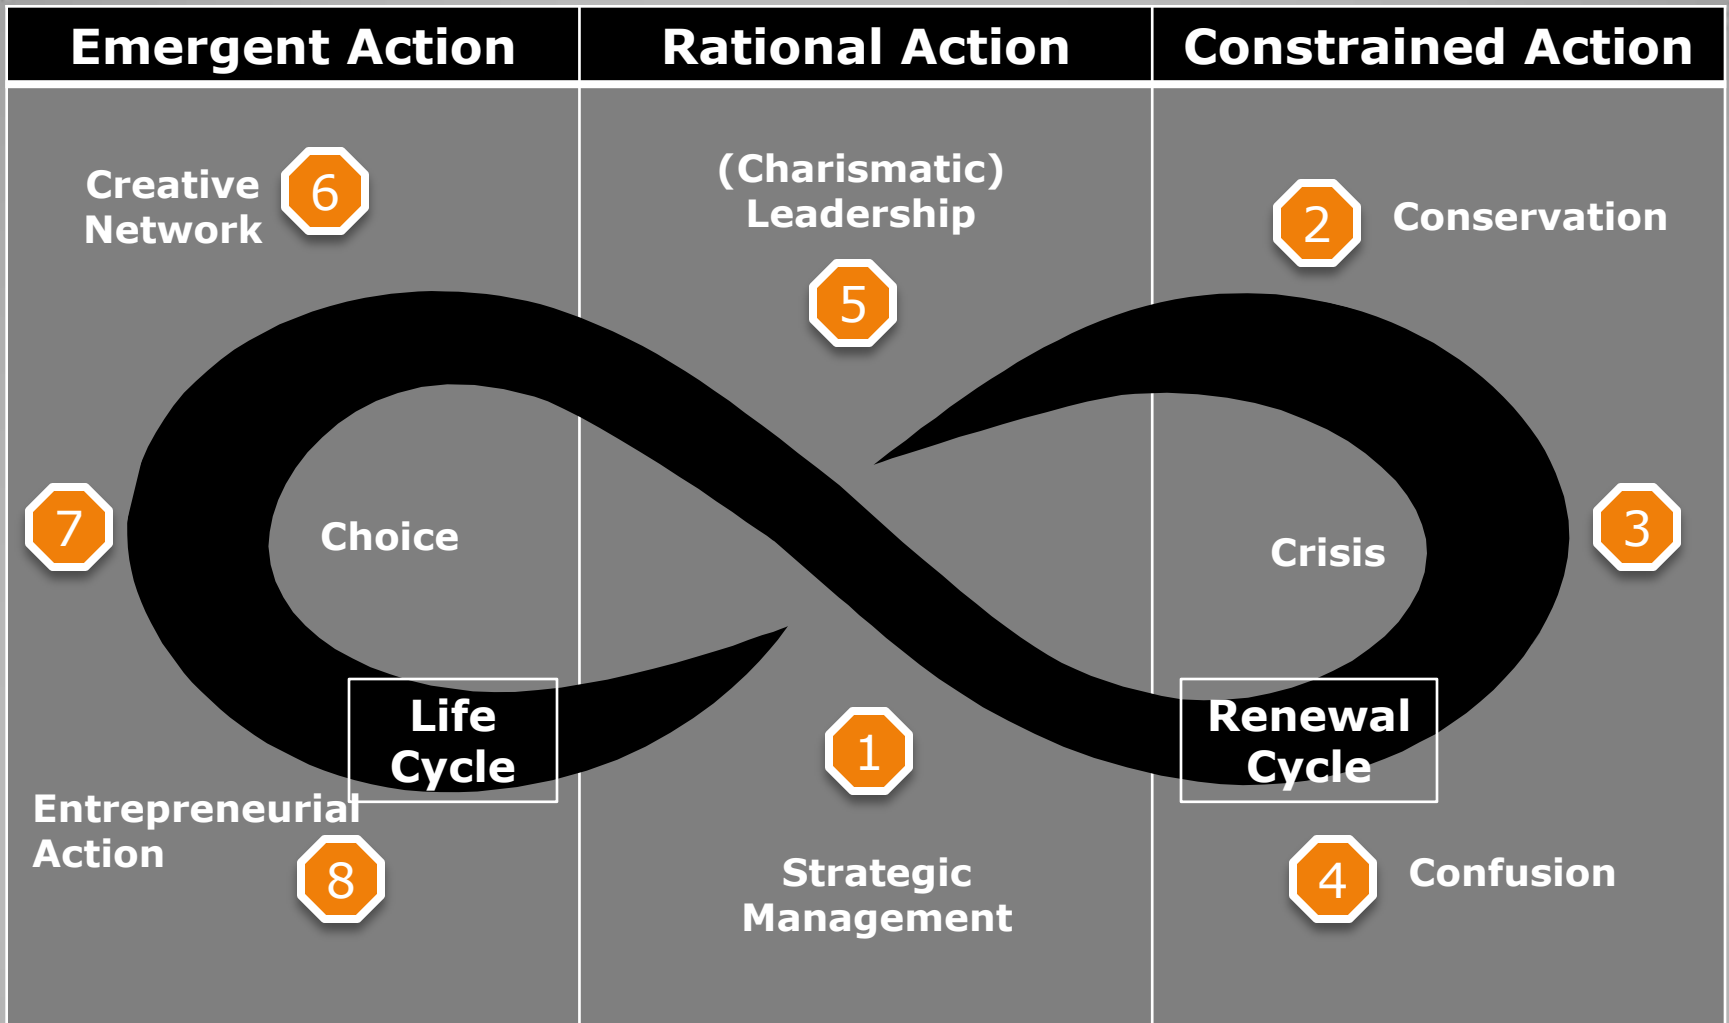 Emergent Action
Rational Action
Constrained Action
Creative
Network
6
(Charismatic)
Leadership
5
2
Conservation
7
Choice
Crisis
3
Life
Cycle
1
Renewal
Cycle
Entrepreneurial
Action
8
Strategic
Management
4
Confusion